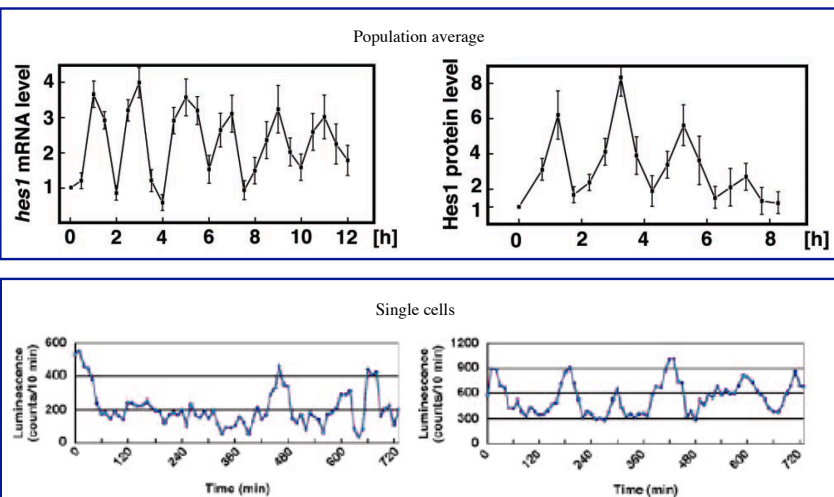 Population average
hes1 mRNA level
4
3
2
1
0 2 4 6 8 10 12 [h]
Hes1 protein level
8
6
4
2
1
0 2 4 6 8 [h]
Single cells
Luminescence
(counts/10 min)
600
400
200
0
0 120 240 360 480 600 720
Time (min)
Luminescence
(counts/10 min)
1200
900
600
300
0
0 120 240 360 480 600 720
Time (min)